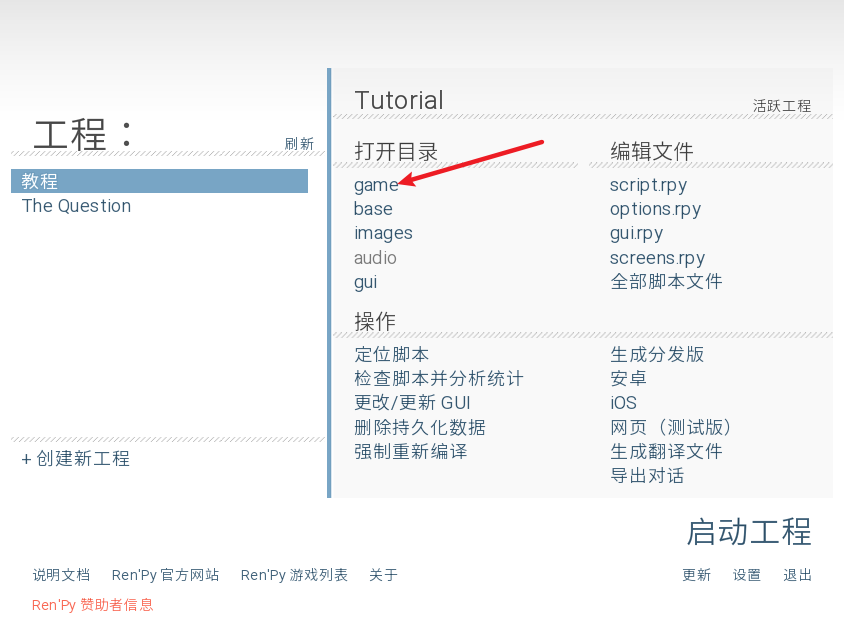 工程：
刷新
教程
The Question
+ 创建新工程
Tutorial
活跃工程
打开目录
game
base
images
audio
gui
编辑文件
script.rpy
options.rpy
gui.rpy
screens.rpy
全部脚本文件
操作
定位脚本
检查脚本并分析统计
更改/更新 GUI
删除持久化数据
强制重新编译
生成分发版
安卓
iOS
网页（测试版）
生成翻译文件
导出对话
启动工程
说明文档 Ren'Py 官方网站 Ren'Py 游戏列表 关于
更新 设置 退出
Ren'Py 赞助者信息